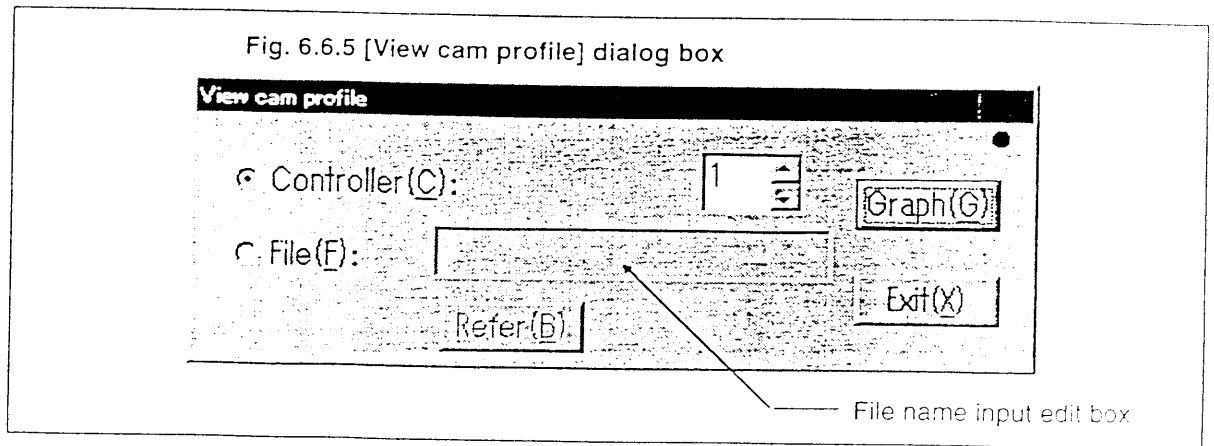 Fig. 6.6.5 [View cam profile] dialog box
View cam profile
Controller(C):
1
Graph(G)
File(F):
Exit(X)
Refer(B)
File name input edit box